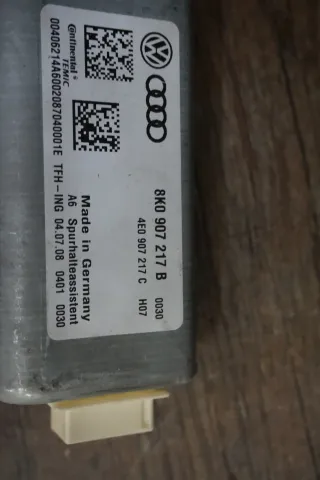 Continental®
TEMIC
8K0 907 217 B 0030
4E0 907 217 C H07
Made in Germany
A6 Spurhalteassistent
TFH-ING 04.07.08 0401 0030
00406214A6002087040001E